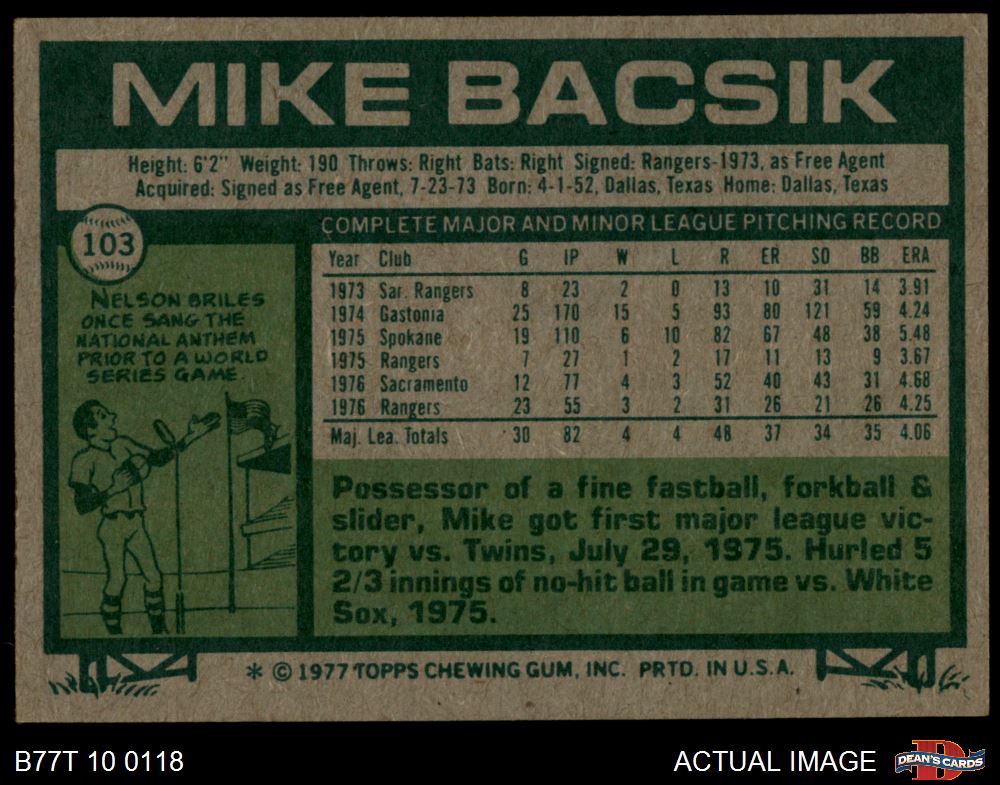 MIKE BACSIK
Height: 6'2" Weight: 190 Throws: Right Bats: Right Signed: Rangers-1973, as Free Agent
Acquired: Signed as Free Agent, 7-23-73 Born: 4-1-52, Dallas, Texas Home: Dallas, Texas
103
NELSON BRILES
ONCE SANG THE
NATIONAL ANTHEM
PRIOR TO A WORLD
SERIES GAME.
COMPLETE MAJOR AND MINOR LEAGUE PITCHING RECORD
Year Club G IP W L R ER SO BB ERA
1973 Sar. Rangers 8 23 2 0 13 10 31 14 3.91
1974 Gastonia 25 170 15 5 93 80 121 59 4.24
1975 Spokane 19 110 6 10 82 67 48 38 5.48
1975 Rangers 7 27 1 2 17 11 13 9 3.67
1976 Sacramento 12 77 4 3 52 40 43 31 4.68
1976 Rangers 23 55 3 2 31 26 21 26 4.25
Maj. Lea. Totals 30 82 4 4 48 37 34 35 4.06
Possessor of a fine fastball, forkball &
slider, Mike got first major league vic-
tory vs. Twins, July 29, 1975. Hurled 5
2/3 innings of no-hit ball in game vs. White
Sox, 1975.
* © 1977 TOPPS CHEWING GUM, INC. PRTD. IN U.S.A.
B77T 10 0118
ACTUAL IMAGE
D
DEAN'S CARDS